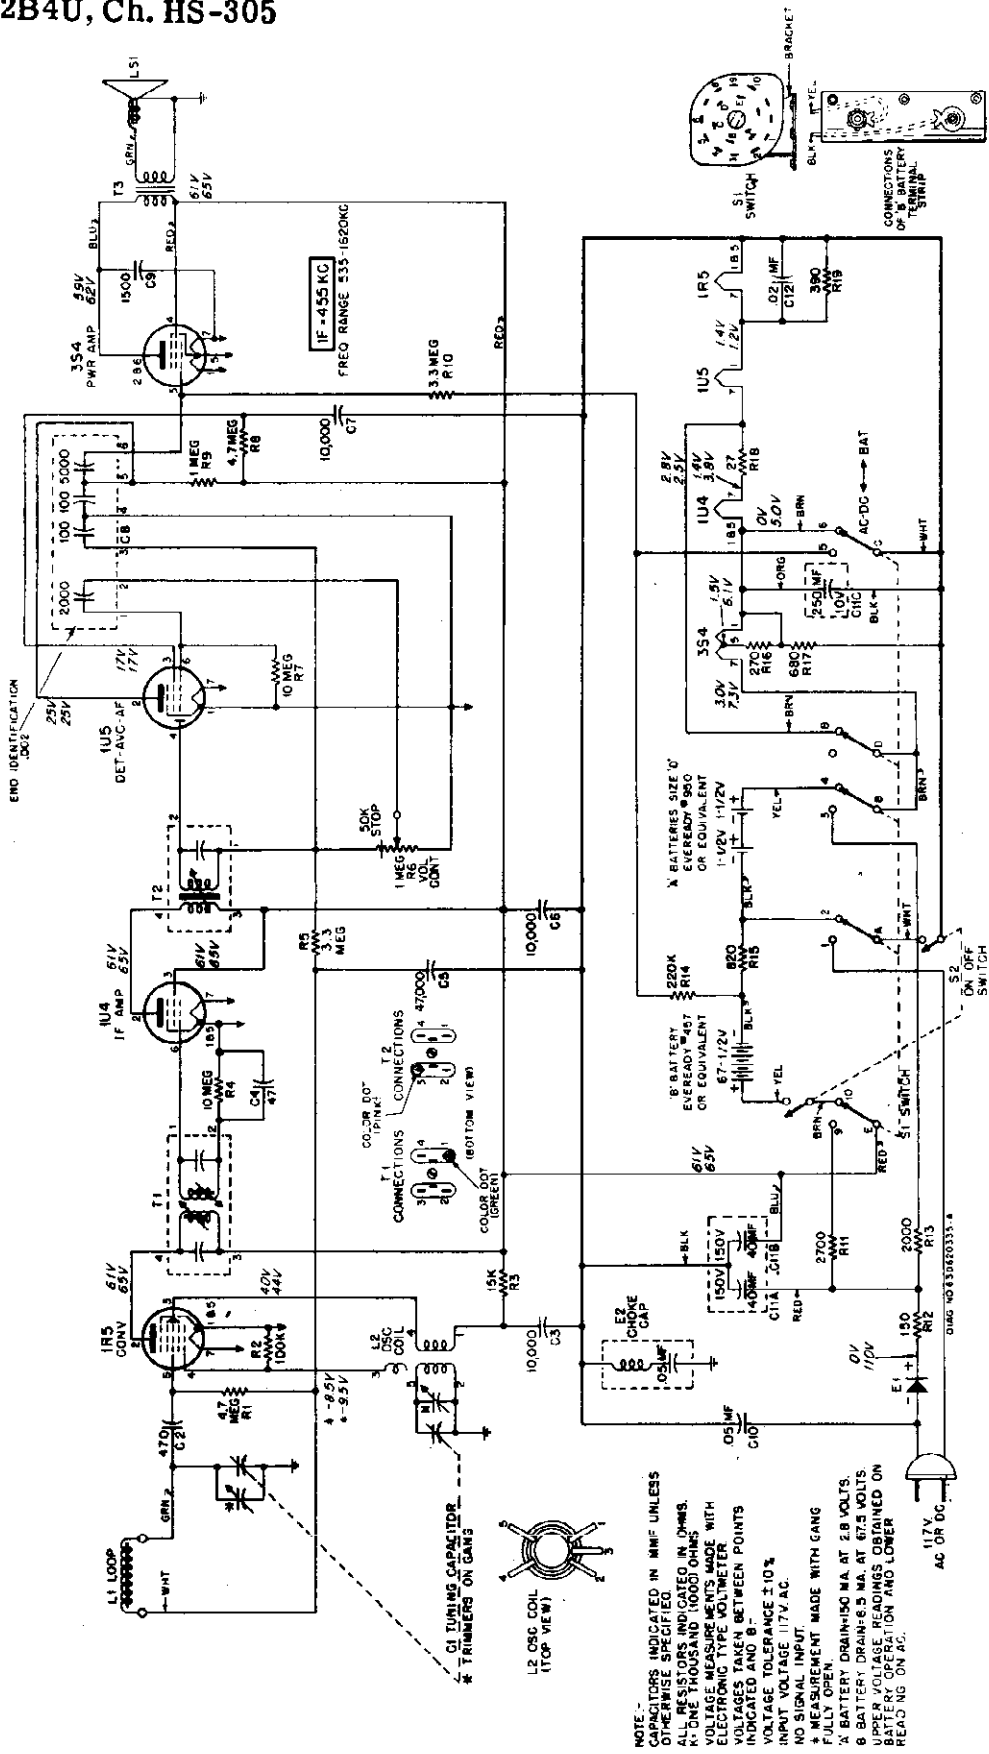 2B4U, Ch. HS-305
END IDENTIFICATION
.002
L1 LOOP
GRN
WHT
470
C2
4.7
MEG
R1
C1 TUNING CAPACITOR
* TRIMMERS ON GANG
1R5
CONV
61V
65V
40V
44V
R2
100K
* -8.5V
* -9.5V
L2
OSC
COIL
T1
10 MEG
R4
C4
47
1U4
IF AMP
61V
65V
61V
65V
T2
R5
3.3
MEG
50K
STOP
1 MEG
R6
VOL
CONT
1U5
DET-AVC-AF
25V
25V
17V
17V
10 MEG
R7
2000
100
100
5000
C8
1 MEG
R9
4.7 MEG
R8
10,000
C7
3S4
PWR AMP
59V
62V
1500
C9
BLU
RED
T3
61V
65V
GRN
LS1
IF = 455 KC
FREQ RANGE 535-1620KC
3.3 MEG
R10
RED
T1
CONNECTIONS
COLOR DOT
(GREEN)
COLOR DOT
(PINK)
T2
CONNECTIONS
(BOTTOM VIEW)
47,000
C5
10,000
C6
15K
R3
10,000
C3
E2
CHOKE
CAP
.05 MF
.05 MF
C10
L2 OSC COIL
(TOP VIEW)
BLK
150V
150V
40MF
40MF
C11A
C11B
BLU
RED
61V
65V
2700
R11
2000
R13
150
R12
0V
110V
E1
117V
AC OR DC
DIAG NO 63D620335-A
'B' BATTERY
EVEREADY #467
OR EQUIVALENT
67-1/2V
YEL
BLK
BRN
RED
S1 SWITCH
220K
R14
820
R15
'A' BATTERIES SIZE 'D'
EVEREADY #950
OR EQUIVALENT
1-1/2V
1-1/2V
BLK
YEL
WHT
S2
ON OFF
SWITCH
BRN
BRN
3.0V
7.3V
3S4
1.5V
6.1V
270
R16
680
R17
ORG
250 MF
10V
C11C
BLK
0V
5.0V
BRN
AC-DC
BAT
WHT
1U4
2.8V
2.5V
1.4V
3.8V
27
R18
1U5
1.4V
1.2V
1R5
.02 MF
C12
390
R19
S1
SWITCH
BRACKET
BLK
YEL
CONNECTIONS
OF 'B' BATTERY
TERMINAL
STRIP
NOTE:-
CAPACITORS INDICATED IN MMF UNLESS
OTHERWISE SPECIFIED.
ALL RESISTORS INDICATED IN OHMS.
K=ONE THOUSAND (1000) OHMS
VOLTAGE MEASUREMENTS MADE WITH
ELECTRONIC TYPE VOLTMETER.
VOLTAGES TAKEN BETWEEN POINTS
INDICATED AND B-
VOLTAGE TOLERANCE ±10%
INPUT VOLTAGE 117V. AC.
NO SIGNAL INPUT.
* MEASUREMENT MADE WITH GANG
FULLY OPEN.
'A' BATTERY DRAIN=150 MA. AT 2.8 VOLTS.
B BATTERY DRAIN=6.5 MA. AT 67.5 VOLTS.
UPPER VOLTAGE READINGS OBTAINED ON
BATTERY OPERATION AND LOWER
READING ON AC.